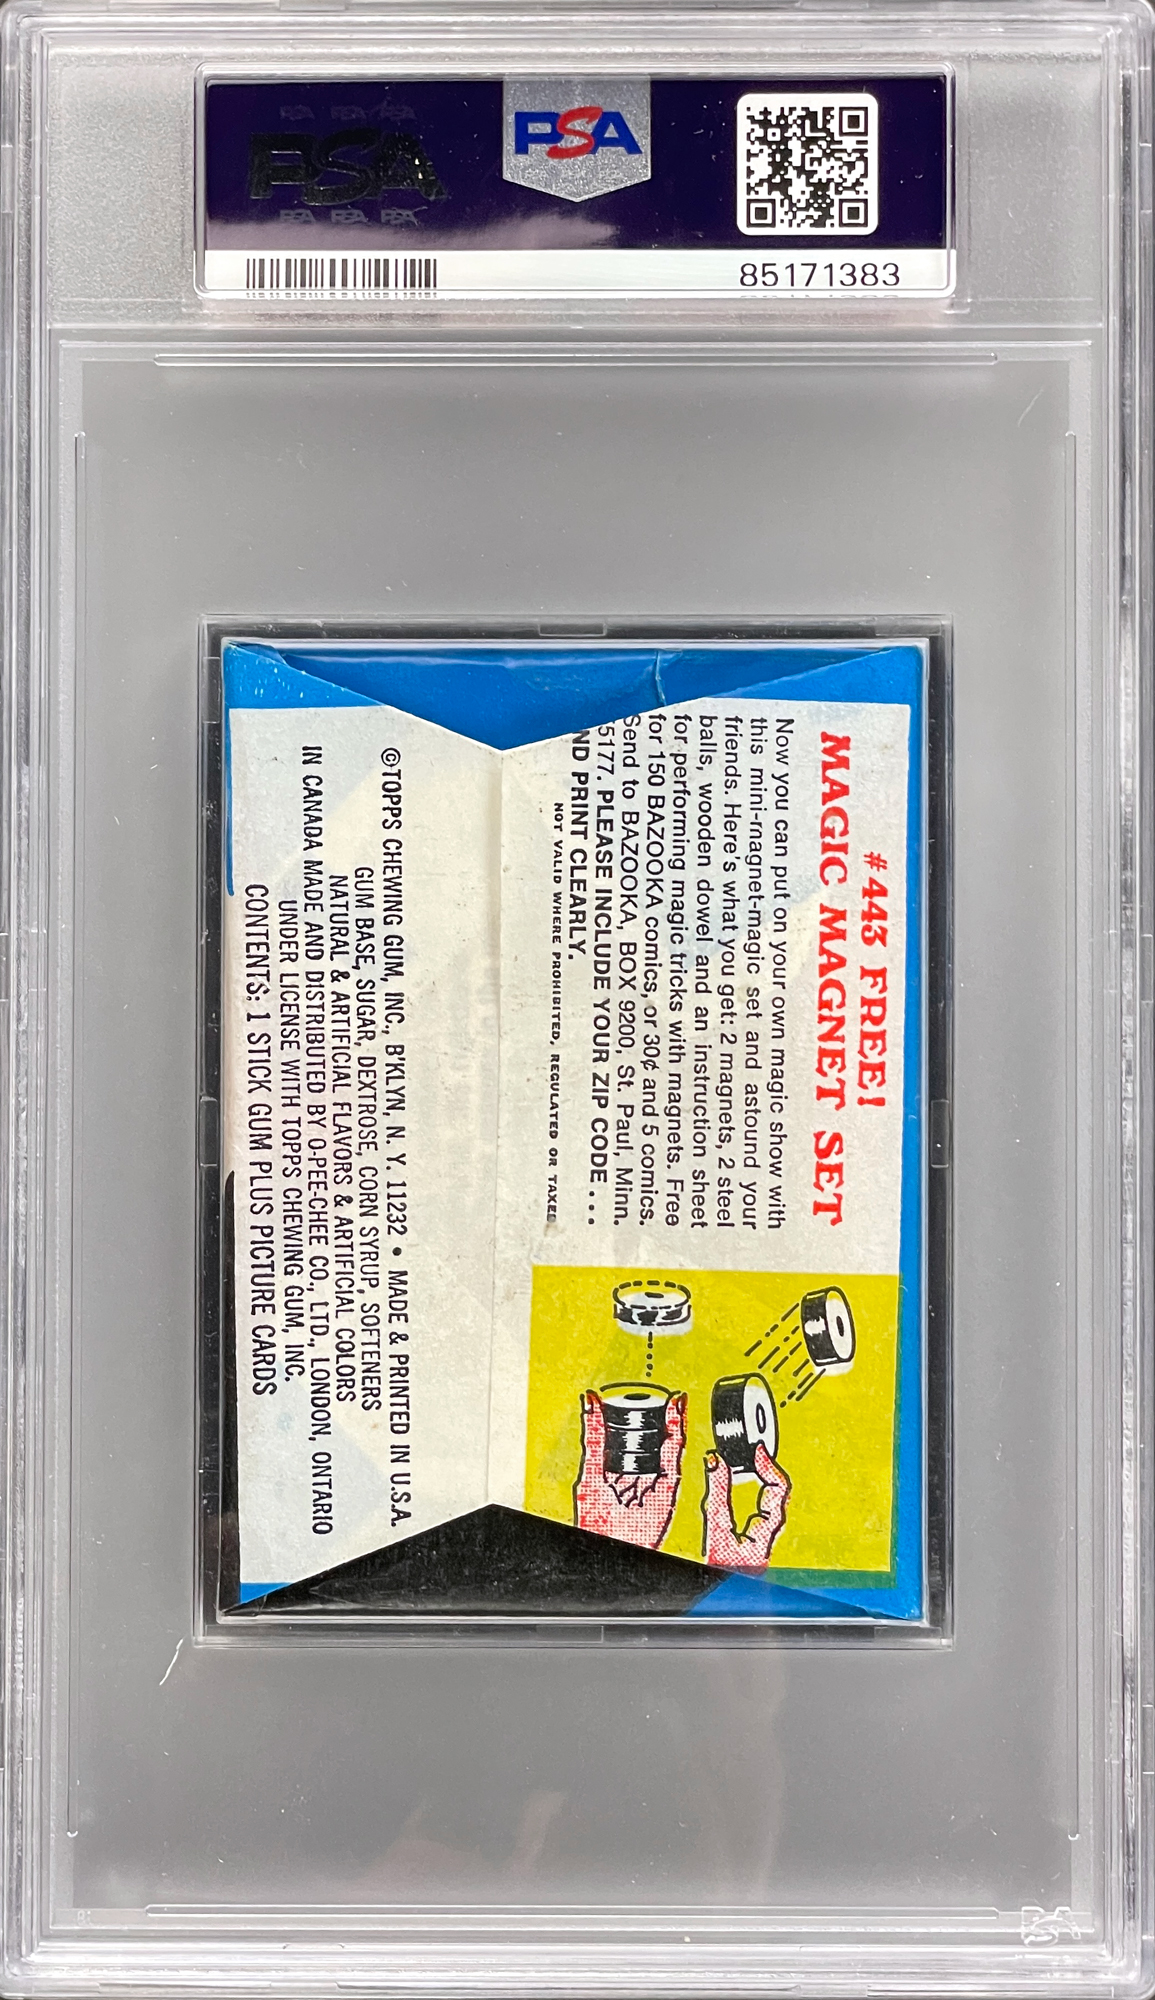 PSA
PSA
85171383
#443 FREE!
MAGIC MAGNET SET
Now you can put on your own magic show with
this mini-magnet-magic set and astound your
friends. Here's what you get: 2 magnets, 2 steel
balls, wooden dowel and an instruction sheet
for performing magic tricks with magnets. Free
for 150 BAZOOKA comics, or 30¢ and 5 comics.
Send to BAZOOKA, BOX 9200, St. Paul, Minn.
5177. PLEASE INCLUDE YOUR ZIP CODE...
ND PRINT CLEARLY.
NOT VALID WHERE PROHIBITED, REGULATED OR TAXED
©TOPPS CHEWING GUM, INC., B'KLYN, N. Y. 11232 • MADE & PRINTED IN U.S.A.
GUM BASE, SUGAR, DEXTROSE, CORN SYRUP, SOFTENERS
NATURAL & ARTIFICIAL FLAVORS & ARTIFICIAL COLORS
IN CANADA MADE AND DISTRIBUTED BY O-PEE-CHEE CO., LTD., LONDON, ONTARIO
UNDER LICENSE WITH TOPPS CHEWING GUM, INC.
CONTENTS: 1 STICK GUM PLUS PICTURE CARDS